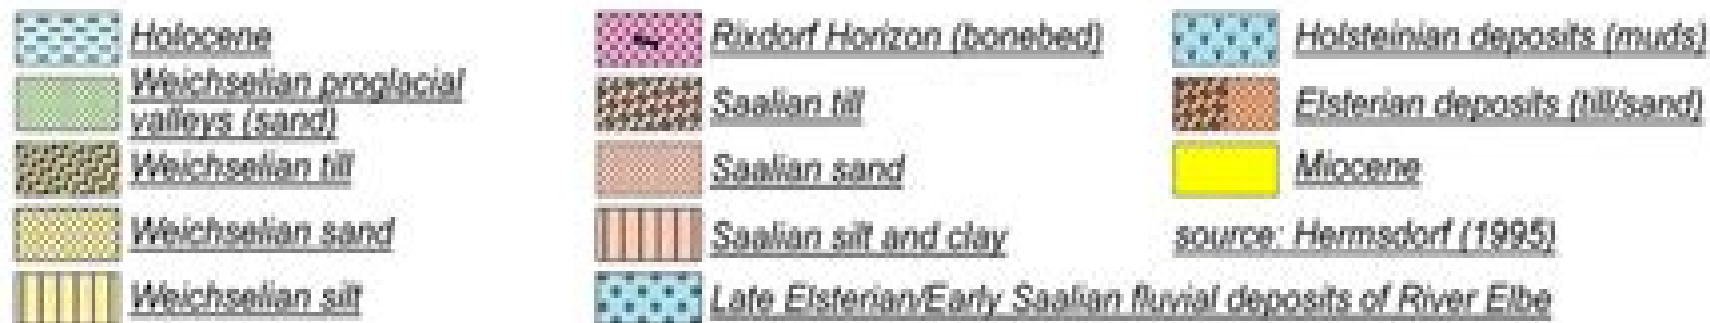 Holocene
Weichselian proglacial
valleys (sand)
Weichselian till
Weichselian sand
Weichselian silt
Rixdorf Horizon (bonebed)
Saalian till
Saalian sand
Saalian silt and clay
Late Elsterian/Early Saalian fluvial deposits of River Elbe
Holsteinian deposits (muds)
Elsterian deposits (till/sand)
Miocene
source: Hermsdorf (1995)